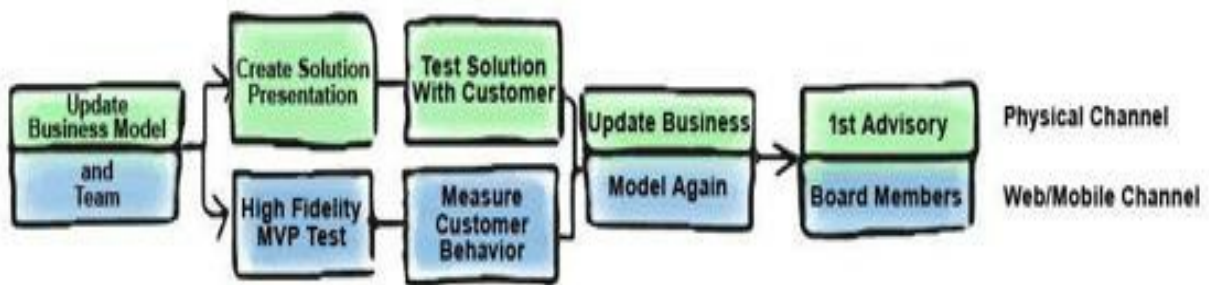 Update
Business Model
and
Team
Create Solution
Presentation
Test Solution
With Customer
High Fidelity
MVP Test
Measure
Customer
Behavior
Update Business
Model Again
1st Advisory
Board Members
Physical Channel
Web/Mobile Channel